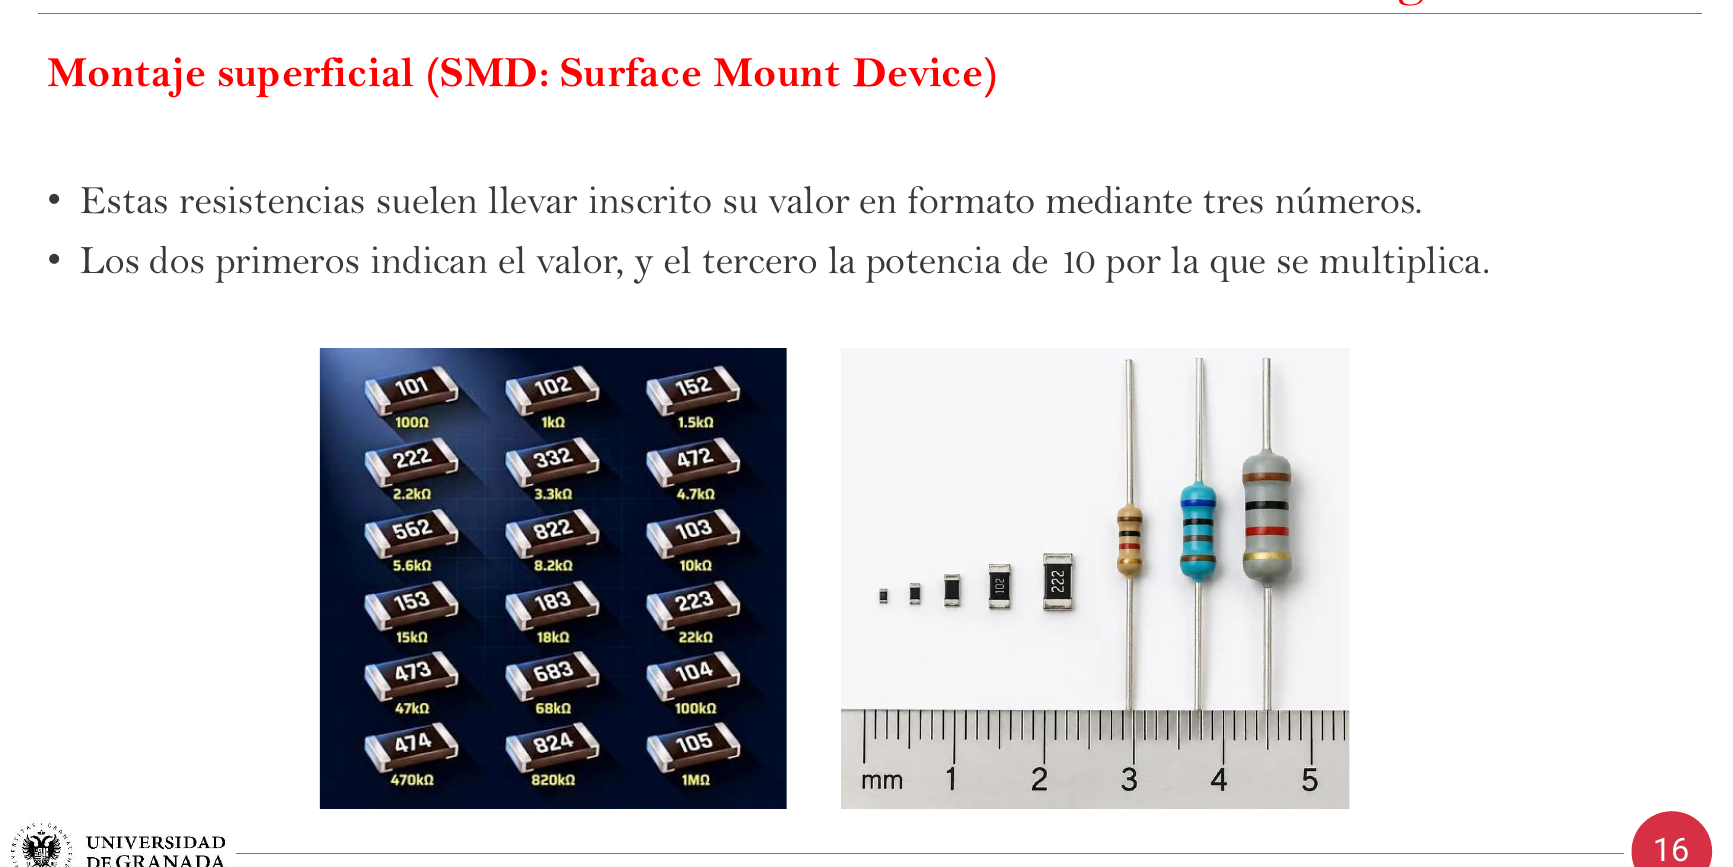 Montaje superficial (SMD: Surface Mount Device)
• Estas resistencias suelen llevar inscrito su valor en formato mediante tres números.
• Los dos primeros indican el valor, y el tercero la potencia de 10 por la que se multiplica.
101 102 152
100Ω 1kΩ 1.5kΩ
222 332 472
2.2kΩ 3.3kΩ 4.7kΩ
562 822 103
5.6kΩ 8.2kΩ 10kΩ
153 183 223
15kΩ 18kΩ 22kΩ
473 683 104
47kΩ 68kΩ 100kΩ
474 824 105
470kΩ 820kΩ 1MΩ
102 222
mm 1 2 3 4 5
UNIVERSIDAD
DE GRANADA
16